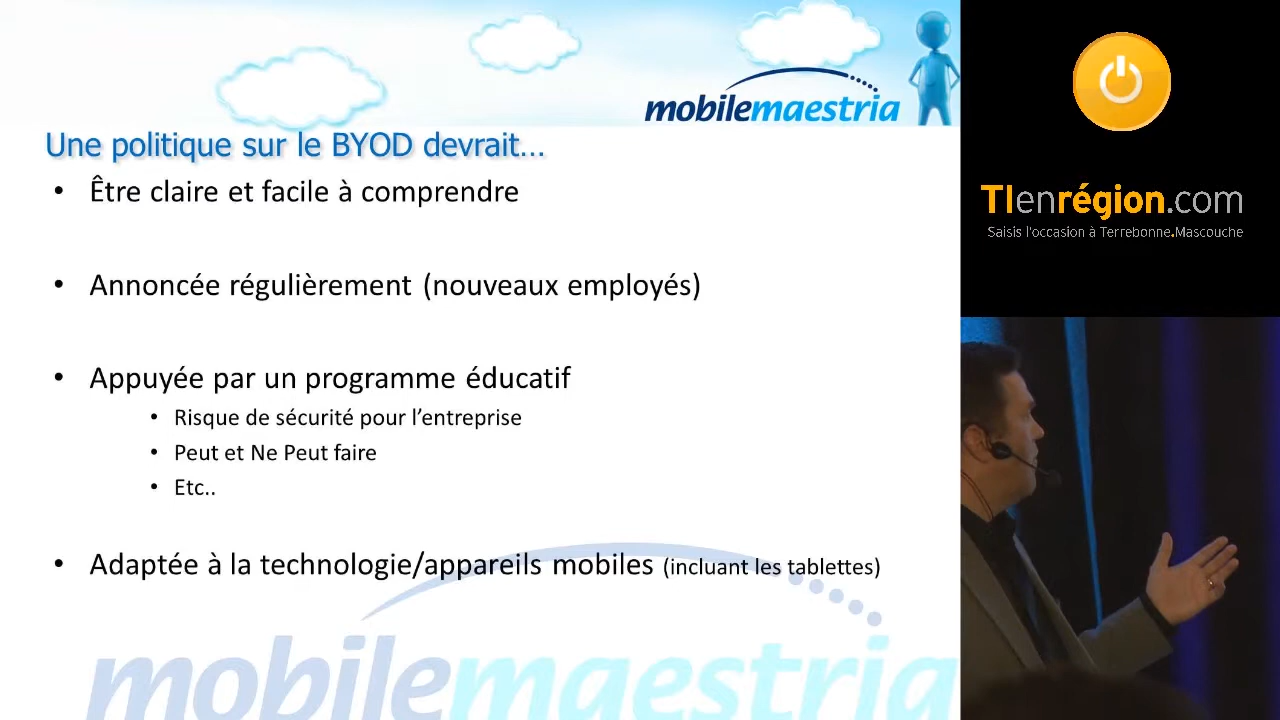 mobilemaestria
Une politique sur le BYOD devrait...
• Être claire et facile à comprendre
• Annoncée régulièrement (nouveaux employés)
• Appuyée par un programme éducatif
• Risque de sécurité pour l'entreprise
• Peut et Ne Peut faire
• Etc..
• Adaptée à la technologie/appareils mobiles (incluant les tablettes)
mobilemaestria
TIenrégion.com
Saisis l'occasion à Terrebonne.Mascouche